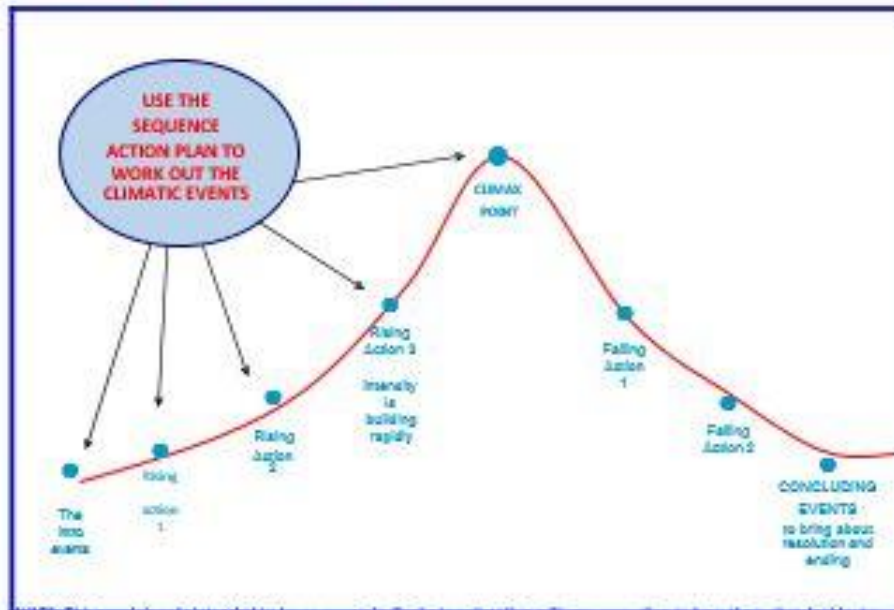 USE THE
SEQUENCE
ACTION PLAN TO
WORK OUT THE
CLIMATIC EVENTS
CLIMAX
POINT
Rising
Action 3
Intensity
is
building
rapidly
Rising
Action
2
Rising
action
1
The
intro
events
Falling
Action
1
Falling
Action 2
CONCLUDING
EVENTS
to bring about
resolution and
ending